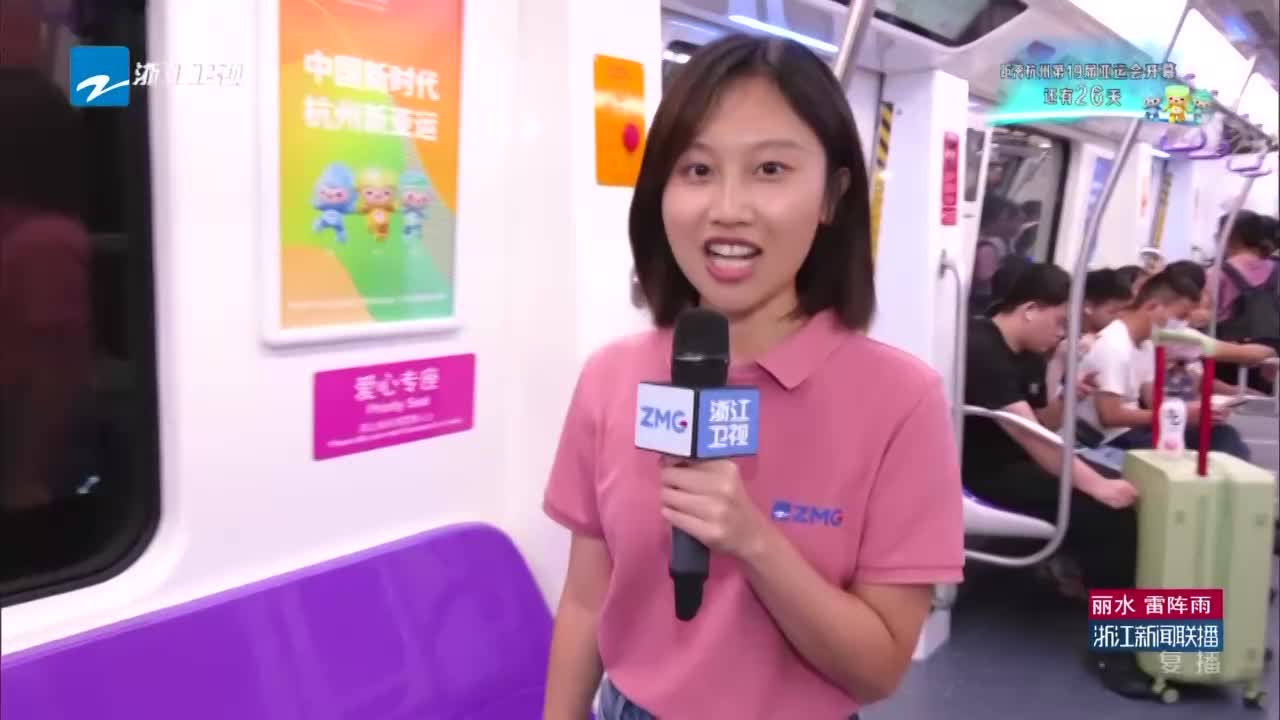 浙江卫视
中国新时代
杭州新亚运
爱心专座
Priority Seat
距离杭州第19届亚运会开幕
还有26天
ZMG
浙江
卫视
ZMG
丽水 雷阵雨
浙江新闻联播
复播